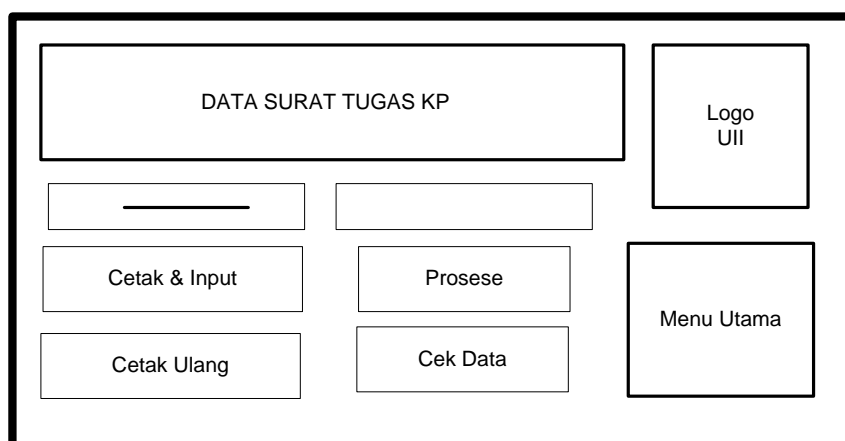 DATA SURAT TUGAS KP
Logo
UII
Cetak & Input
Prosese
Menu Utama
Cetak Ulang
Cek Data